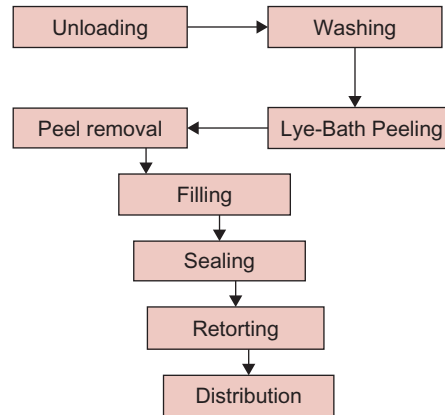 Unloading
Washing
Lye-Bath Peeling
Peel removal
Filling
Sealing
Retorting
Distribution